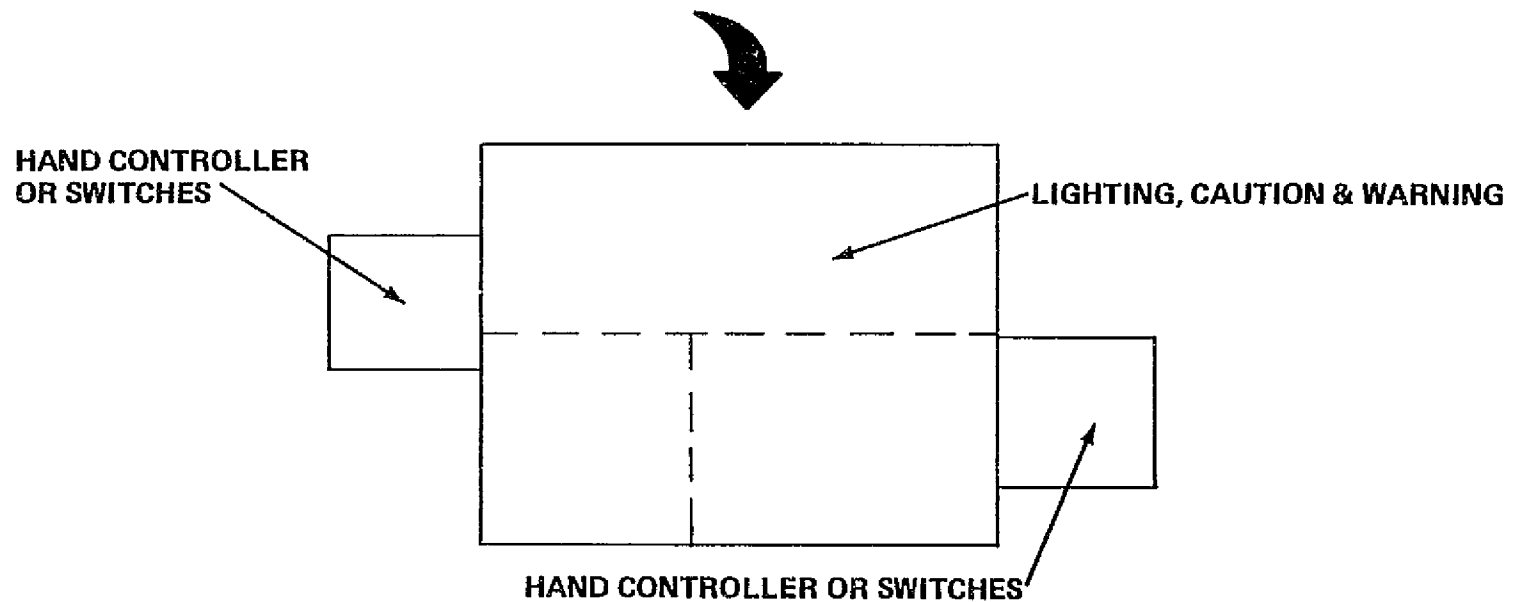 HAND CONTROLLER
OR SWITCHES
LIGHTING, CAUTION & WARNING
HAND CONTROLLER OR SWITCHES